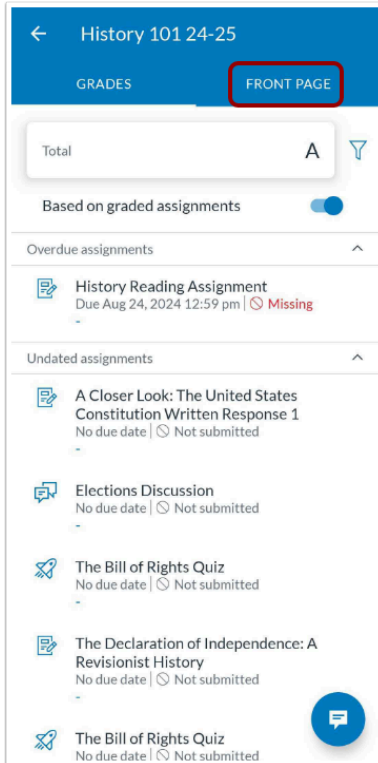 History 101 24-25
GRADES
FRONT PAGE
Total
A
Based on graded assignments
Overdue assignments
History Reading Assignment
Due Aug 24, 2024 12:59 pm | Missing
-
Undated assignments
A Closer Look: The United States
Constitution Written Response 1
No due date | Not submitted
-
Elections Discussion
No due date | Not submitted
-
The Bill of Rights Quiz
No due date | Not submitted
-
The Declaration of Independence: A
Revisionist History
No due date | Not submitted
-
The Bill of Rights Quiz
No due date | Not submitted